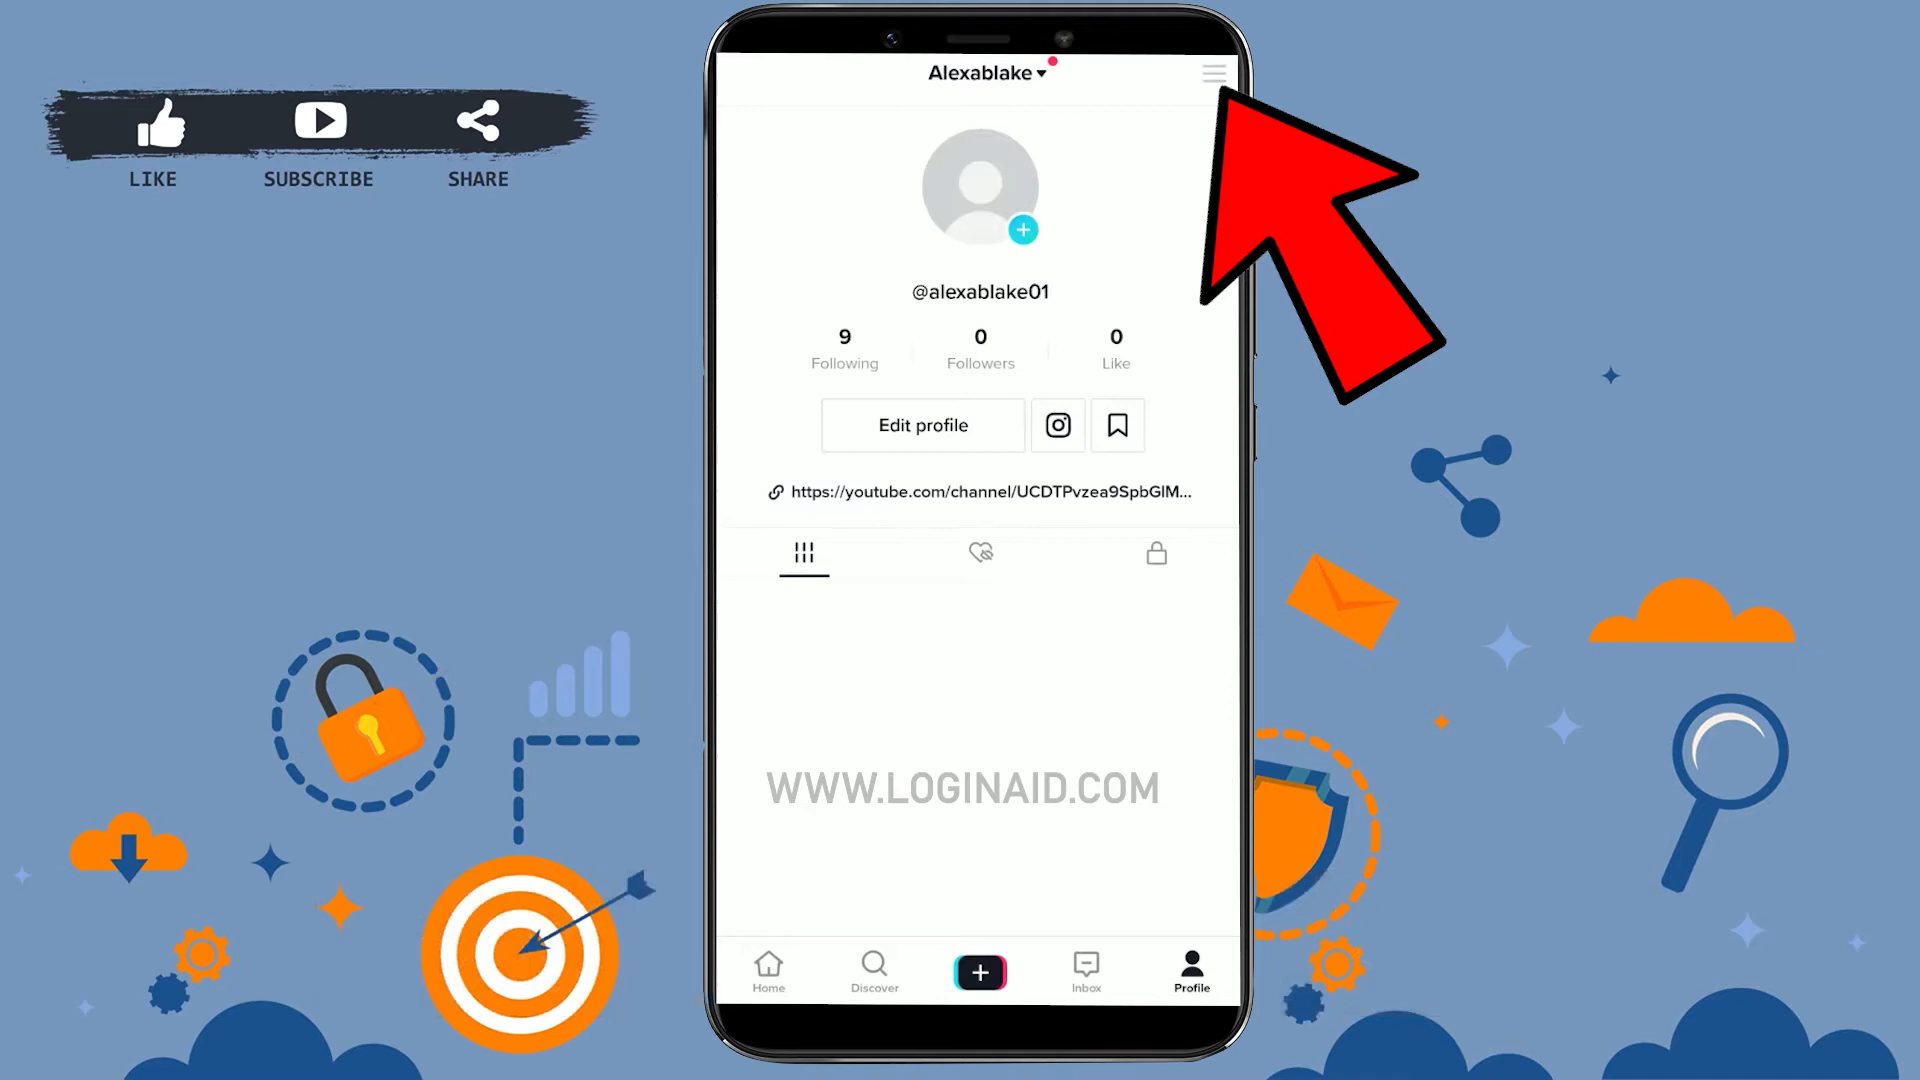 LIKE SUBSCRIBE SHARE
Alexablake
@alexablake01
9 0 0
Following Followers Like
Edit profile
https://youtube.com/channel/UCDTPvzea9SpbGIM...
WWW.LOGINAID.COM
Home Discover Inbox Profile